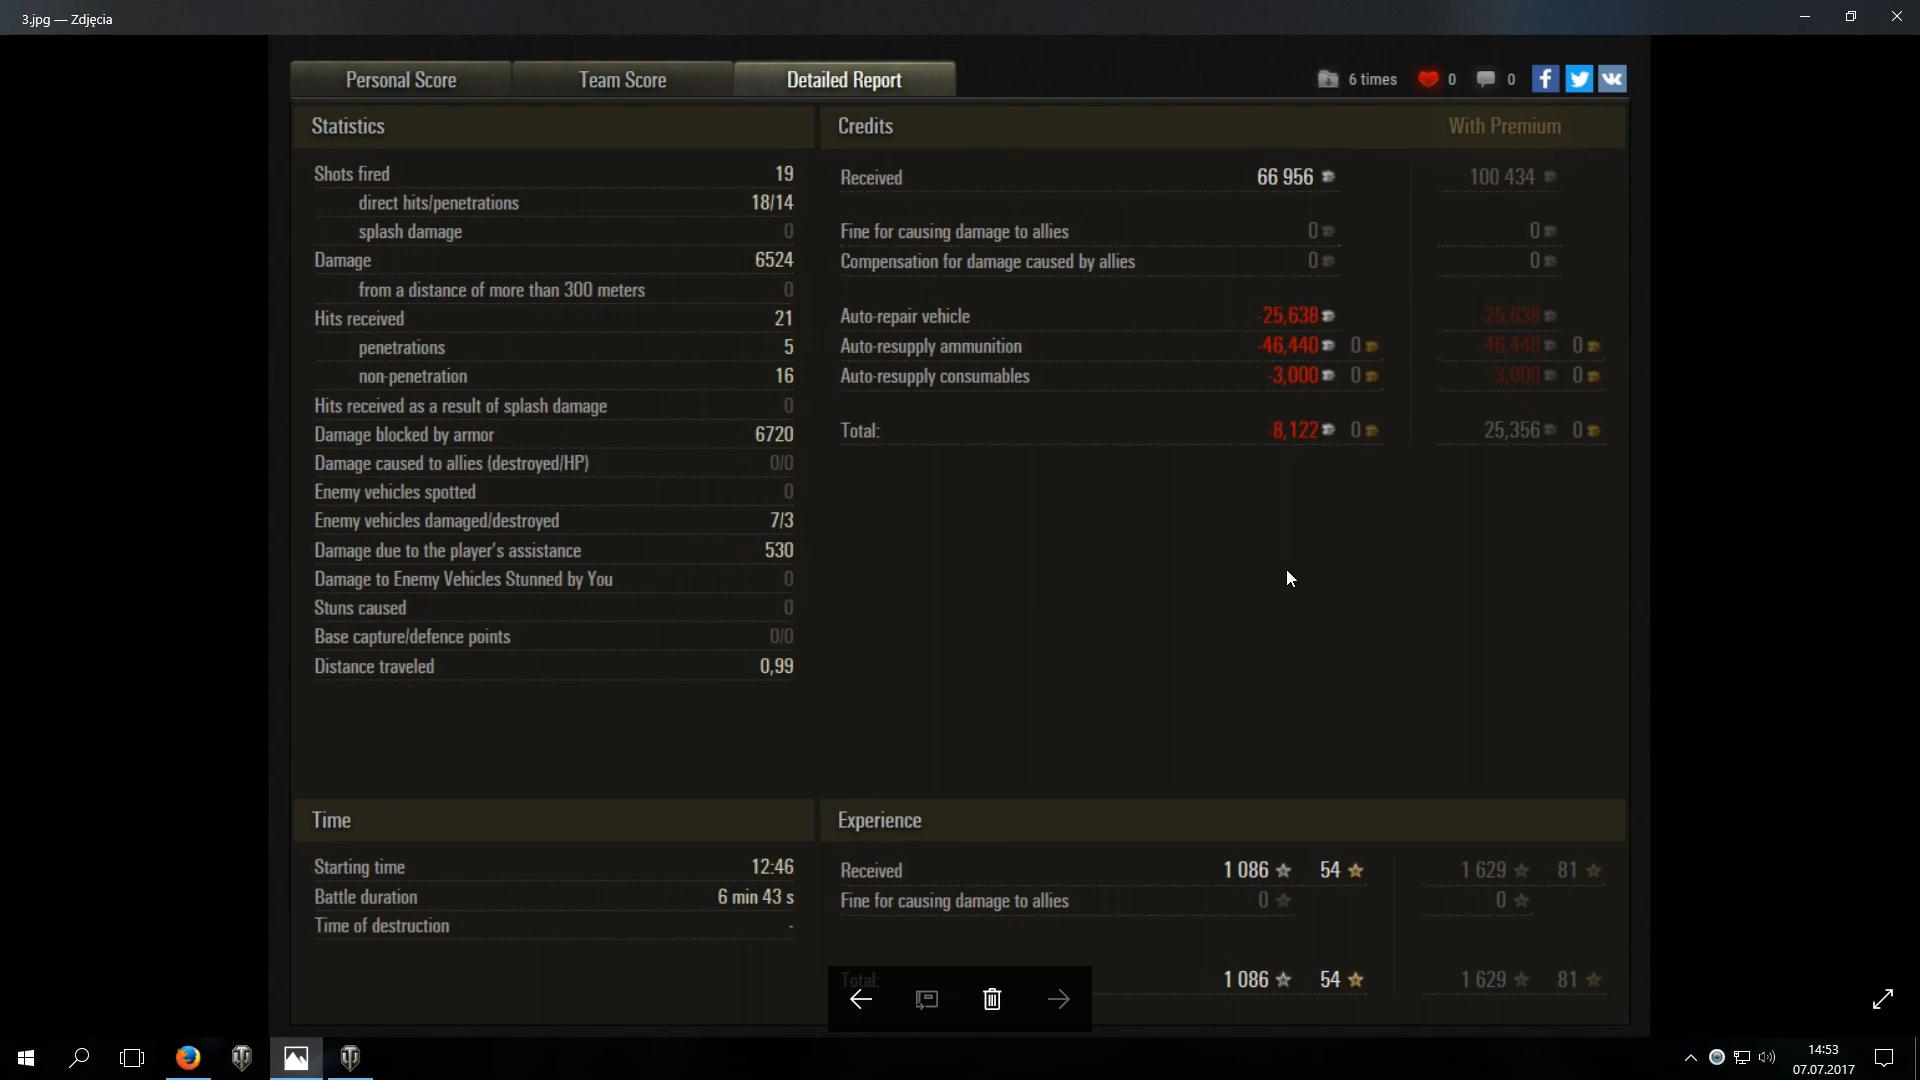 3.jpg — Zdjęcia
Personal Score
Team Score
Detailed Report
6 times
0
0
Statistics
Shots fired 19
direct hits/penetrations 18/14
splash damage 0
Damage 6524
from a distance of more than 300 meters 0
Hits received 21
penetrations 5
non-penetration 16
Hits received as a result of splash damage 0
Damage blocked by armor 6720
Damage caused to allies (destroyed/HP) 0/0
Enemy vehicles spotted 0
Enemy vehicles damaged/destroyed 7/3
Damage due to the player's assistance 530
Damage to Enemy Vehicles Stunned by You 0
Stuns caused 0
Base capture/defence points 0/0
Distance traveled 0,99
Credits With Premium
Received 66 956 100 434
Fine for causing damage to allies 0 0
Compensation for damage caused by allies 0 0
Auto-repair vehicle -25,638 -25,638
Auto-resupply ammunition -46,440 0 -46,440 0
Auto-resupply consumables -3,000 0 -3,000 0
Total: -8,122 0 25,356 0
Time
Starting time 12:46
Battle duration 6 min 43 s
Time of destruction -
Experience
Received 1 086 54 1 629 81
Fine for causing damage to allies 0 0
Total: 1 086 54 1 629 81
14:53
07.07.2017